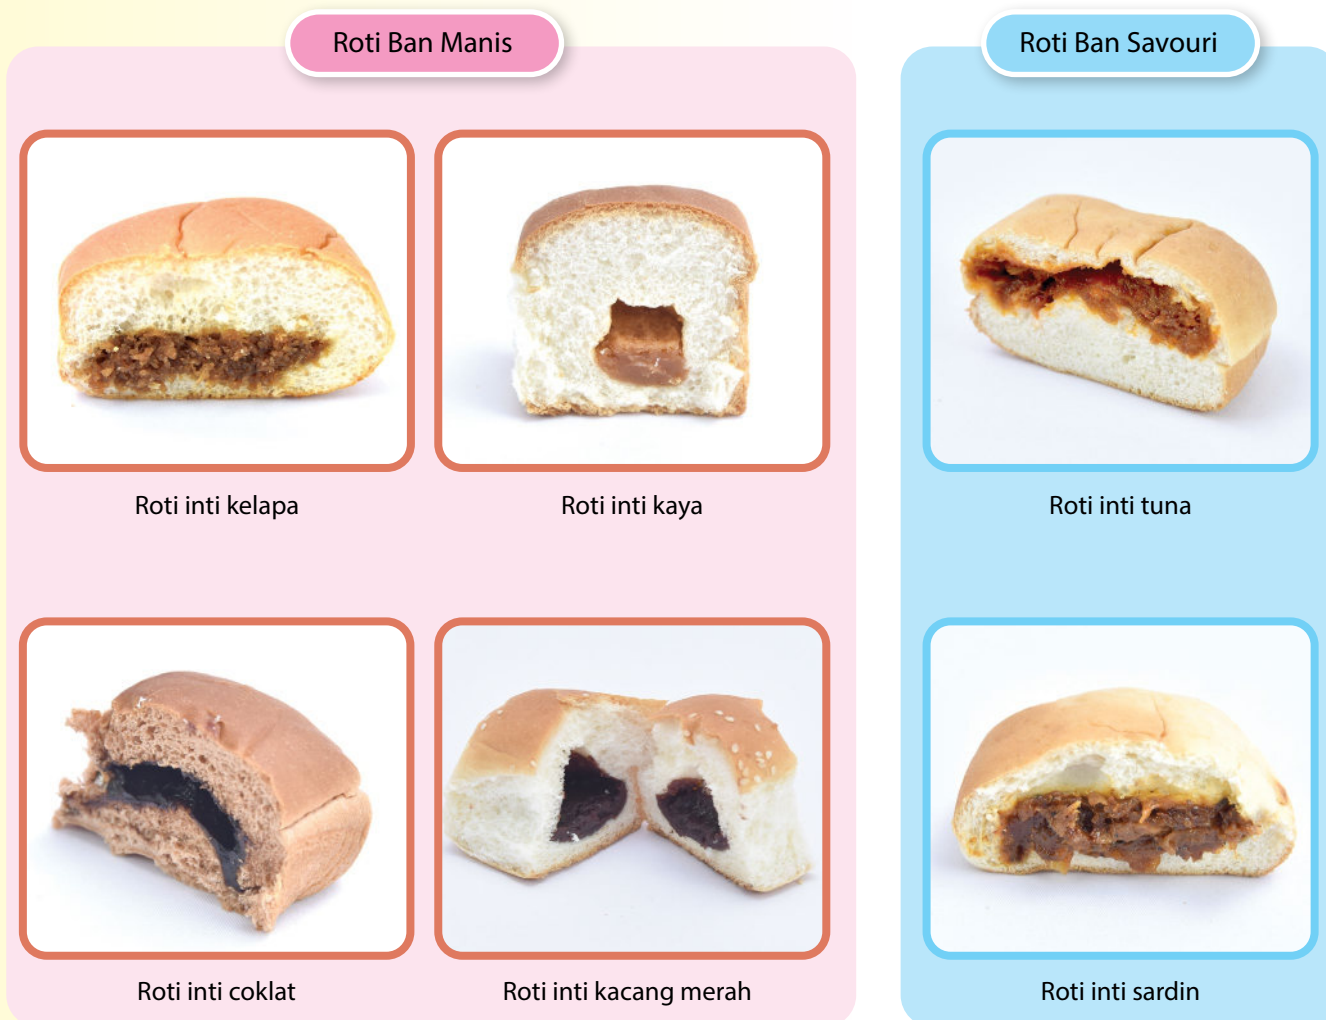 Roti Ban Manis
Roti inti kelapa
Roti inti kaya
Roti inti coklat
Roti inti kacang merah
Roti Ban Savouri
Roti inti tuna
Roti inti sardin